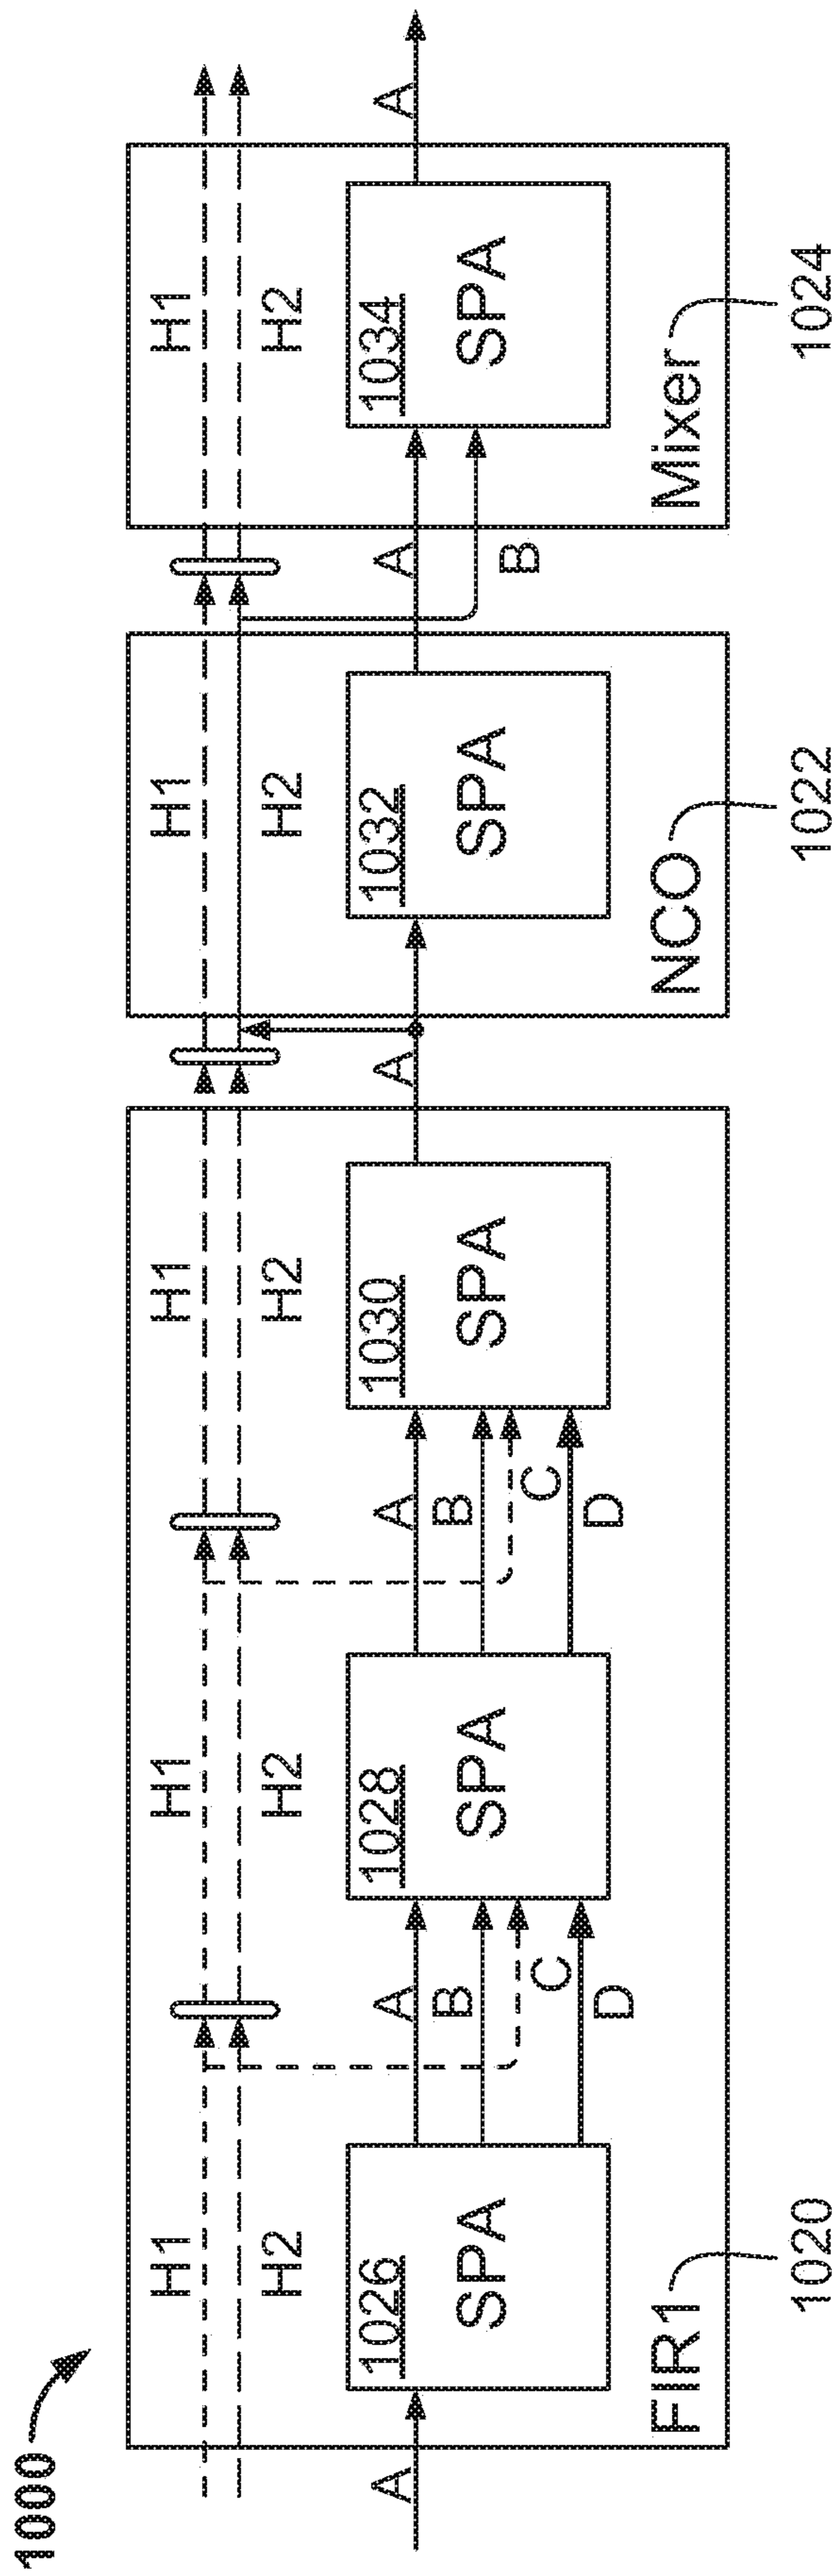 1000
H1 H1 H1 H1 H1
H2 H2 H2 H2 H2
1026 1028 1030 1032 1034
A A A A A A
B B
SPA SPA SPA SPA SPA
B
C C
D D
FIR1 NCO Mixer
1020 1022 1024